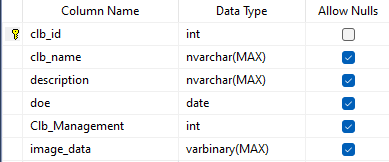 Column Name Data Type Allow Nulls
clb_id int
clb_name nvarchar(MAX)
description nvarchar(MAX)
doe date
Clb_Management int
image_data varbinary(MAX)